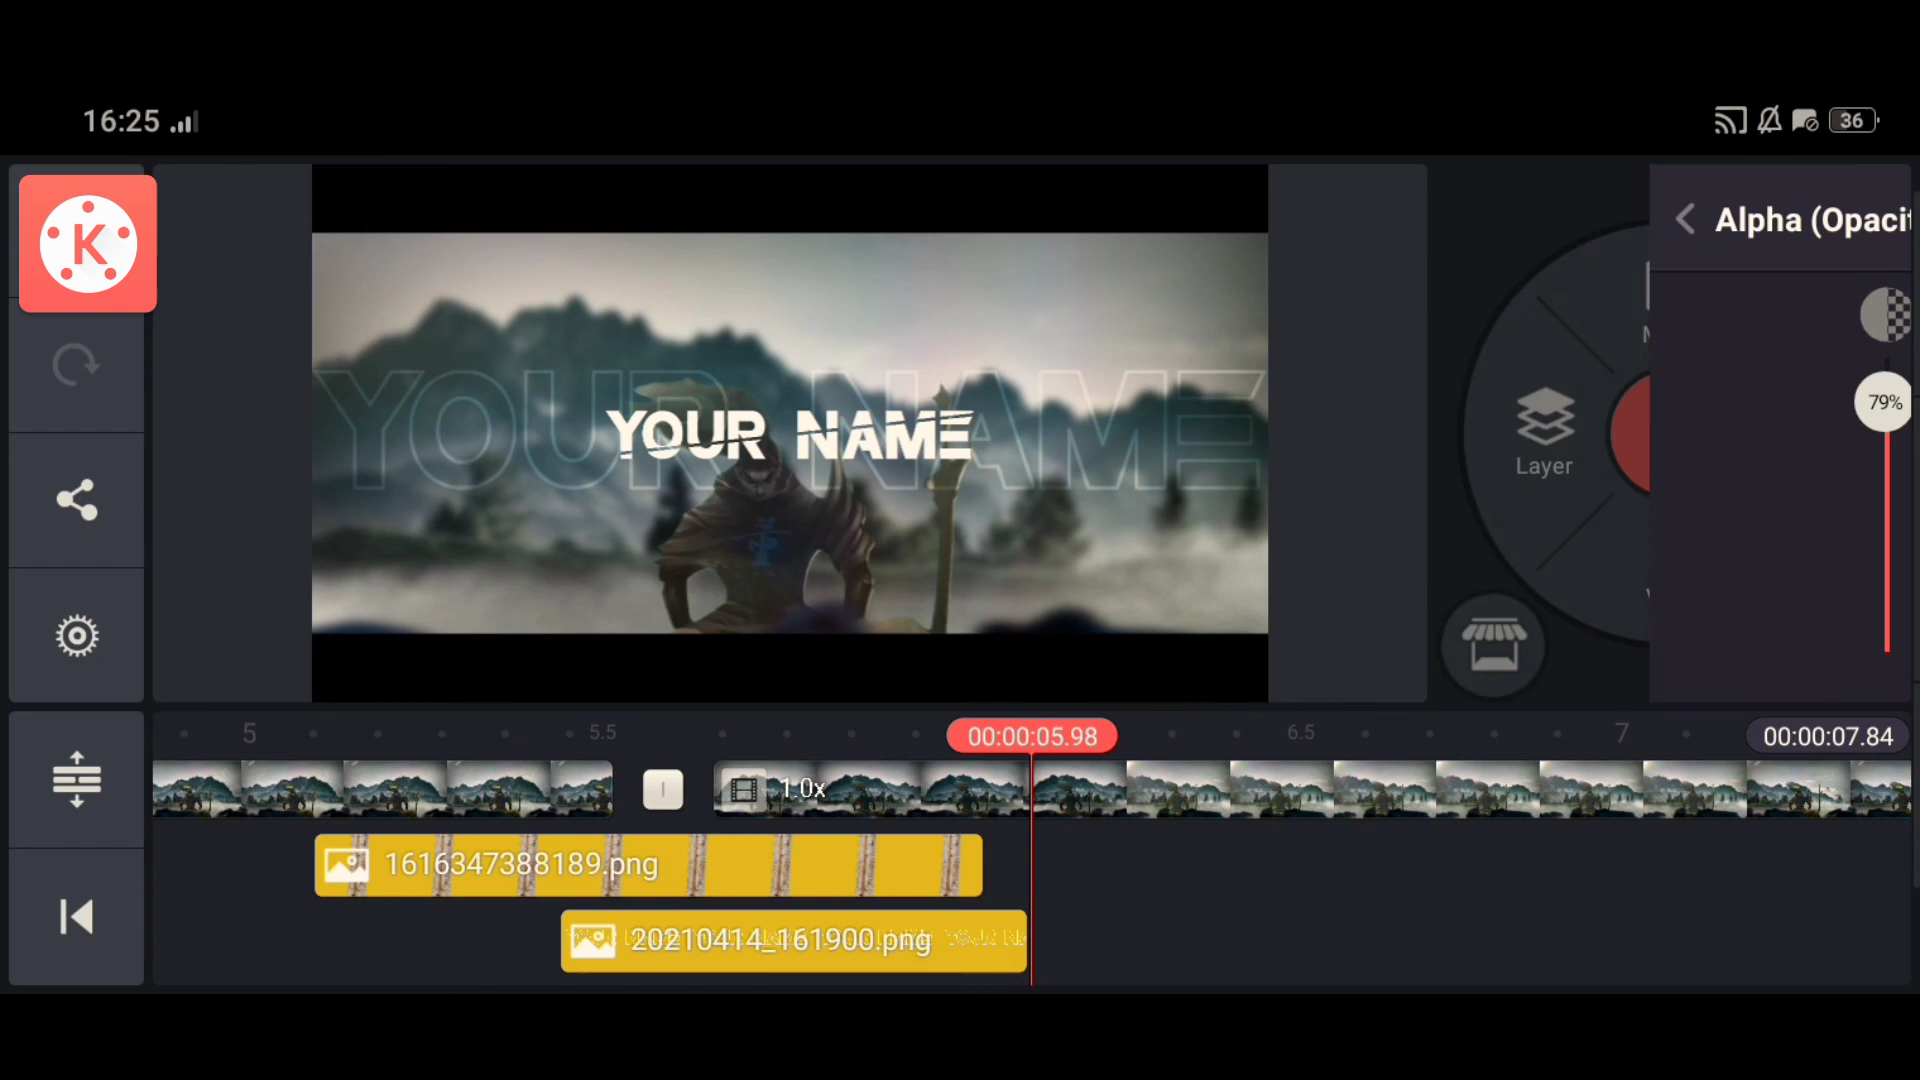 16:25
36
K
Alpha (Opacit
79%
YOUR NAME
YOUR NAME
Layer
5
5.5
00:00:05.98
6.5
7
00:00:07.84
1.0x
1616347388189.png
20210414_161900.png